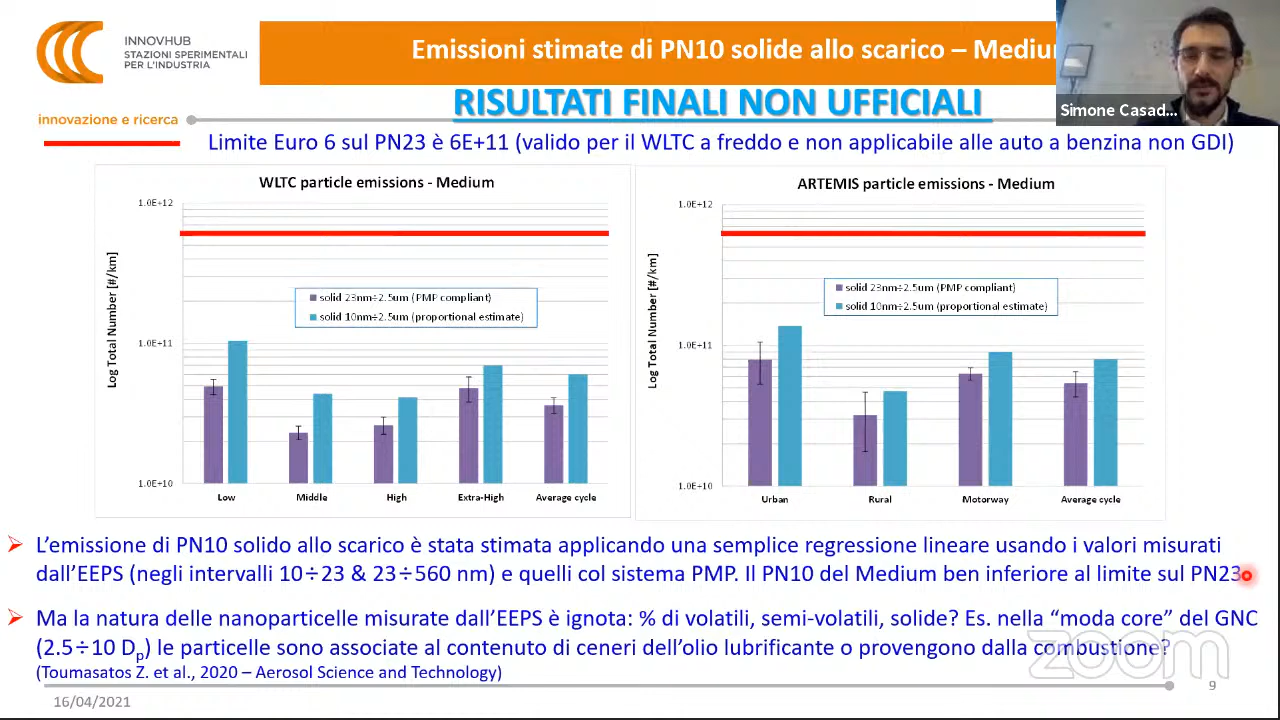 INNOVHUB
STAZIONI SPERIMENTALI
PER L'INDUSTRIA
innovazione e ricerca
Emissioni stimate di PN10 solide allo scarico – Medium
RISULTATI FINALI NON UFFICIALI
Simone Casad...
Limite Euro 6 sul PN23 è 6E+11 (valido per il WLTC a freddo e non applicabile alle auto a benzina non GDI)
WLTC particle emissions - Medium
Log Total Number [#/km]
1.0E+12
1.0E+11
1.0E+10
solid 23nm÷2.5um (PMP compliant)
solid 10nm÷2.5um (proportional estimate)
Low
Middle
High
Extra-High
Average cycle
ARTEMIS particle emissions - Medium
Log Total Number [#/km]
1.0E+12
1.0E+11
1.0E+10
solid 23nm÷2.5um (PMP compliant)
solid 10nm÷2.5um (proportional estimate)
Urban
Rural
Motorway
Average cycle
L'emissione di PN10 solido allo scarico è stata stimata applicando una semplice regressione lineare usando i valori misurati
dall'EEPS (negli intervalli 10÷23 & 23÷560 nm) e quelli col sistema PMP. Il PN10 del Medium ben inferiore al limite sul PN23
Ma la natura delle nanoparticelle misurate dall'EEPS è ignota: % di volatili, semi-volatili, solide? Es. nella "moda core" del GNC
(2.5÷10 Dp) le particelle sono associate al contenuto di ceneri dell'olio lubrificante o provengono dalla combustione?
(Toumasatos Z. et al., 2020 – Aerosol Science and Technology)
zoom
16/04/2021
9